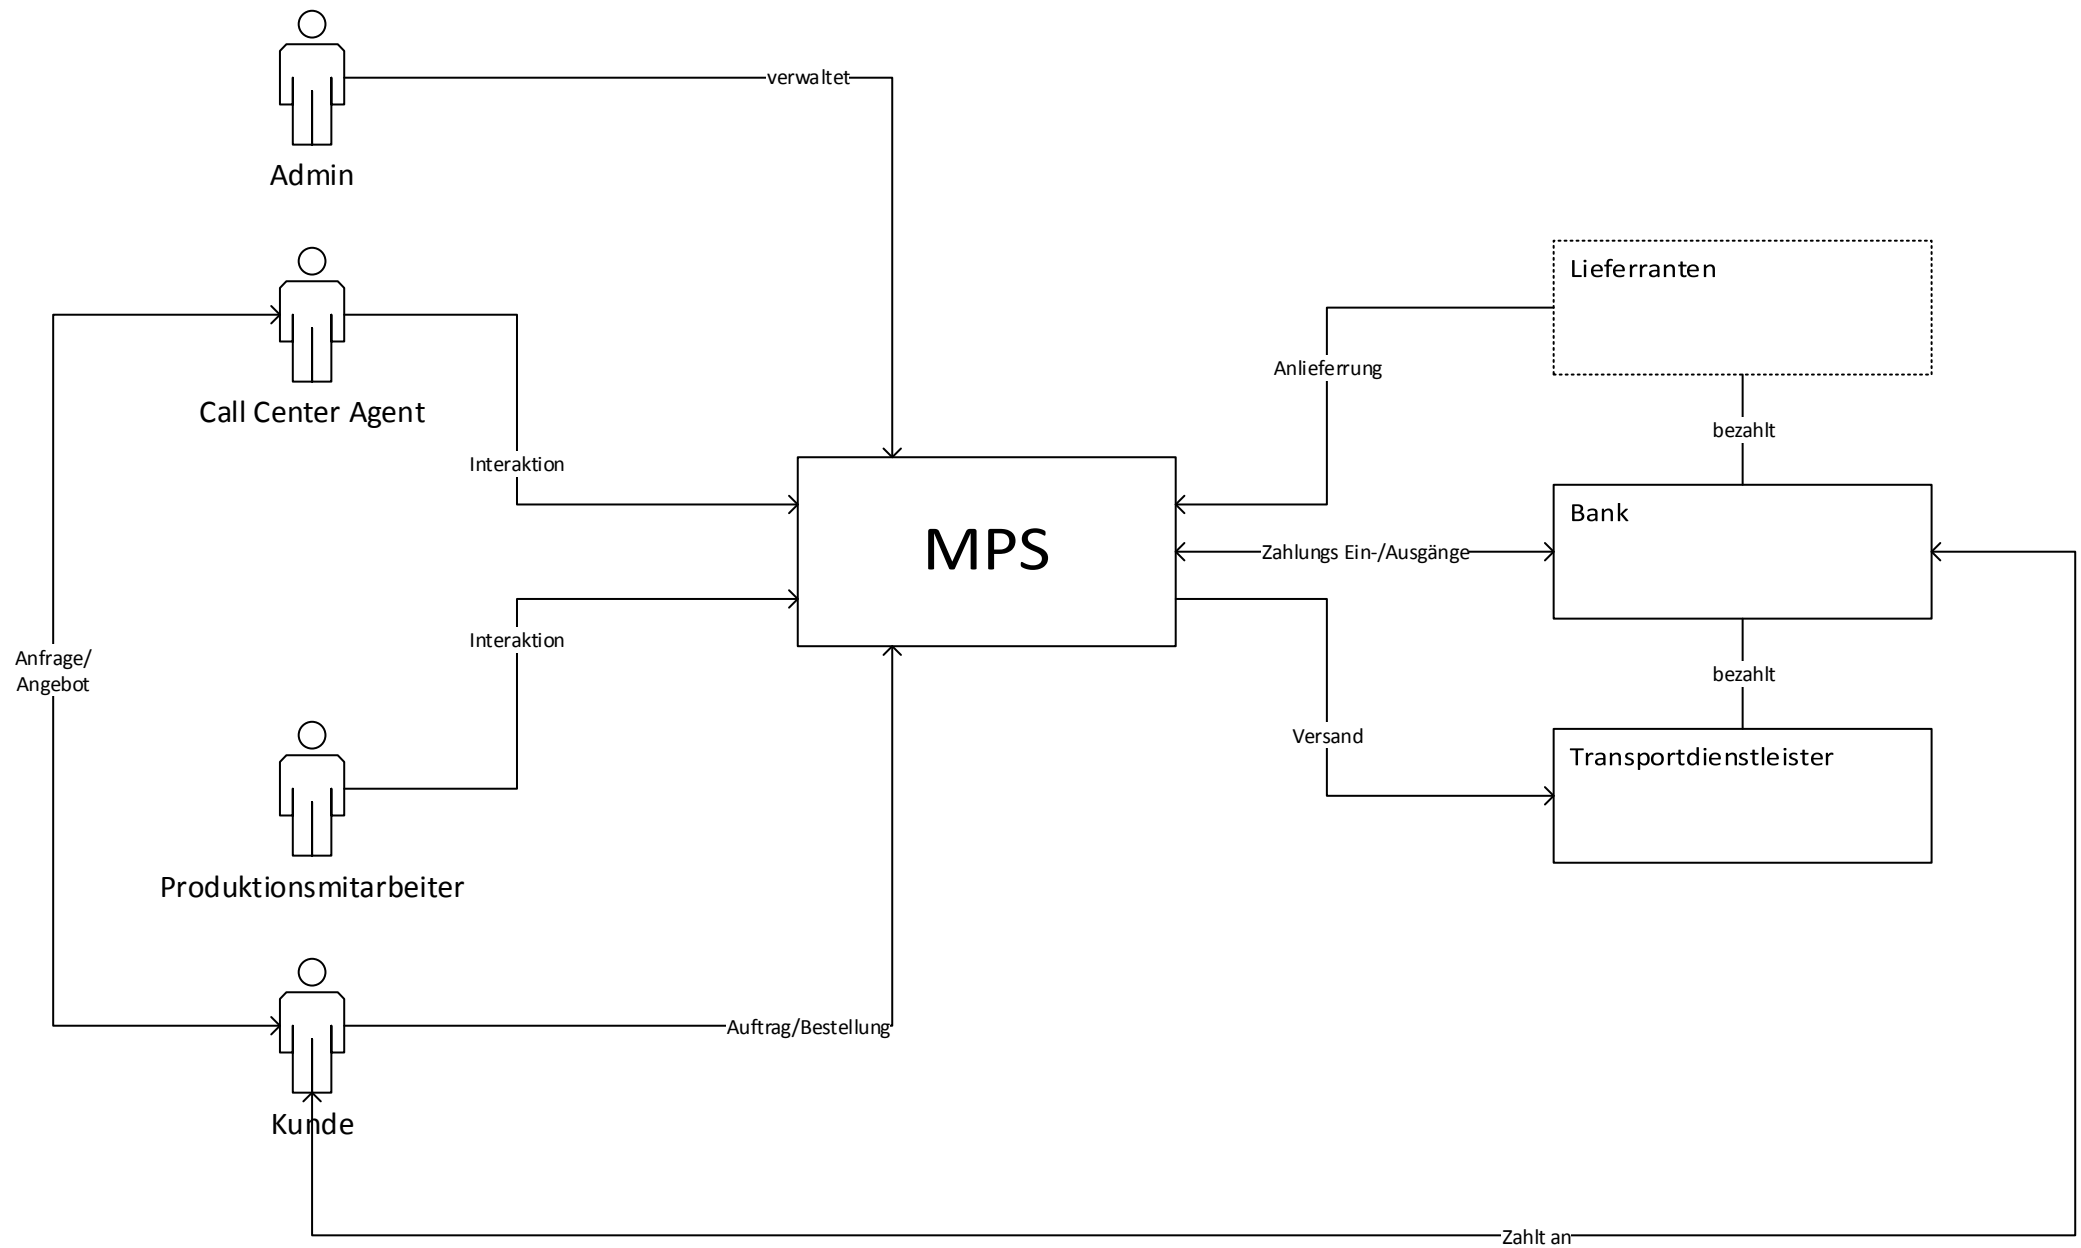 verwaltet
Admin
Lieferranten
Anlieferrung
Call Center Agent
bezahlt
Interaktion
Bank
MPS
Zahlungs Ein-/Ausgänge
Interaktion
Anfrage/
Angebot
bezahlt
Versand
Transportdienstleister
Produktionsmitarbeiter
Auftrag/Bestellung
Kunde
Zahlt an